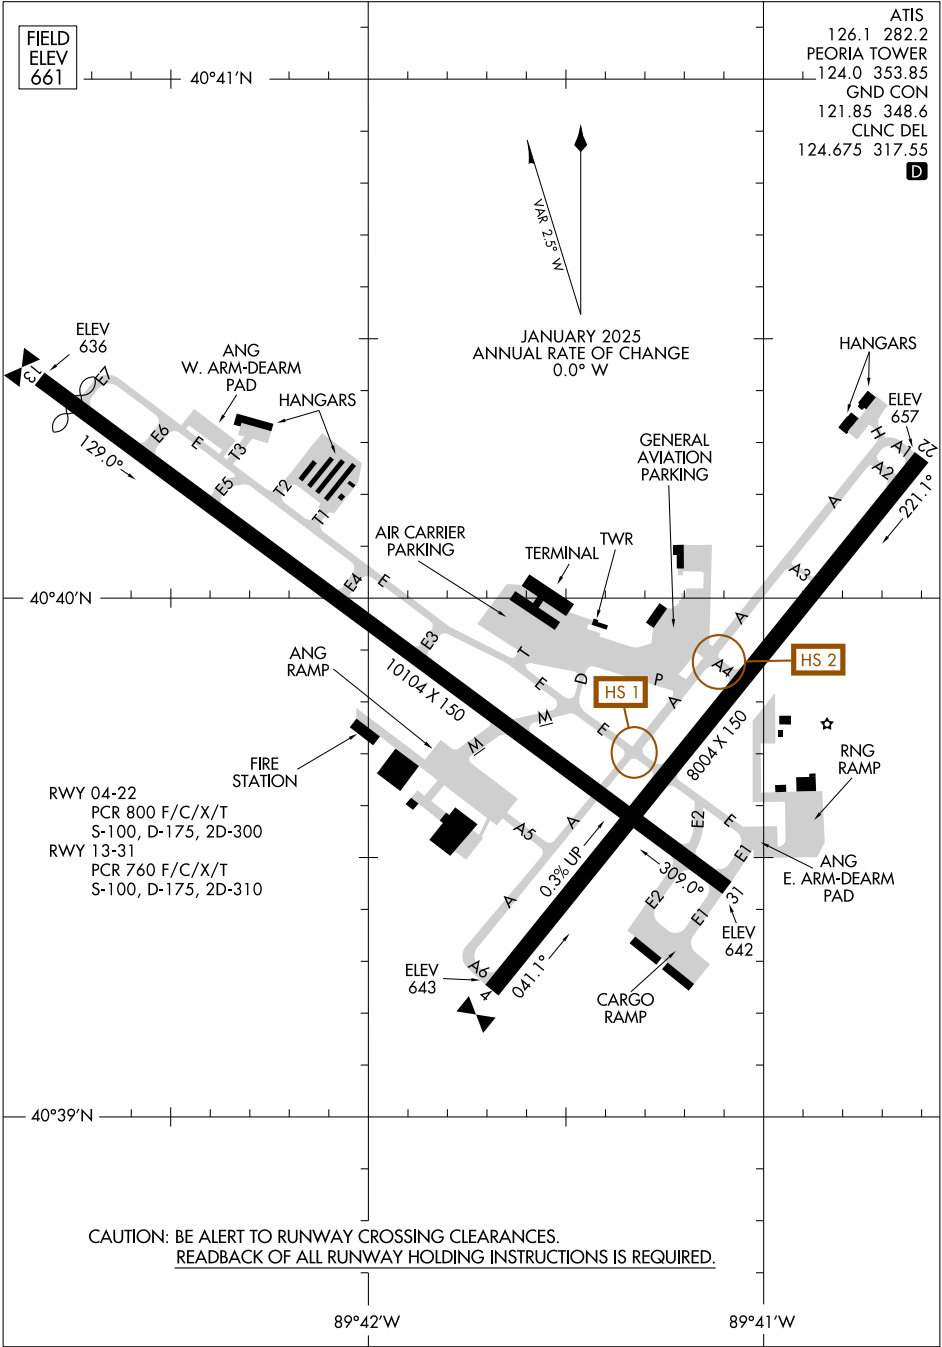 FIELD
ELEV
661
ATIS
126.1 282.2
PEORIA TOWER
124.0 353.85
GND CON
121.85 348.6
CLNC DEL
124.675 317.55
D
40°41'N
VAR 2.5° W
JANUARY 2025
ANNUAL RATE OF CHANGE
0.0° W
ELEV
636
13
E7
ANG
W. ARM-DEARM
PAD
HANGARS
E6
E
T3
129.0°
E5
T2
T1
HANGARS
ELEV
657
22
H
A1
A2
221.1°
A
GENERAL
AVIATION
PARKING
AIR CARRIER
PARKING
TERMINAL
TWR
A3
E4
E
40°40'N
A
E3
T
ANG
RAMP
10104 X 150
E
D
P
A4
HS 2
HS 1
M
M
E
A
8004 X 150
FIRE
STATION
RNG
RAMP
RWY 04-22
PCR 800 F/C/X/T
S-100, D-175, 2D-300
RWY 13-31
PCR 760 F/C/X/T
S-100, D-175, 2D-310
A5
A
E2
E
0.3% UP
E1
309.0°
ANG
E. ARM-DEARM
PAD
A
E2
E1
31
ELEV
642
A6
ELEV
643
4
041.1°
CARGO
RAMP
40°39'N
CAUTION: BE ALERT TO RUNWAY CROSSING CLEARANCES.
READBACK OF ALL RUNWAY HOLDING INSTRUCTIONS IS REQUIRED.
89°42'W
89°41'W